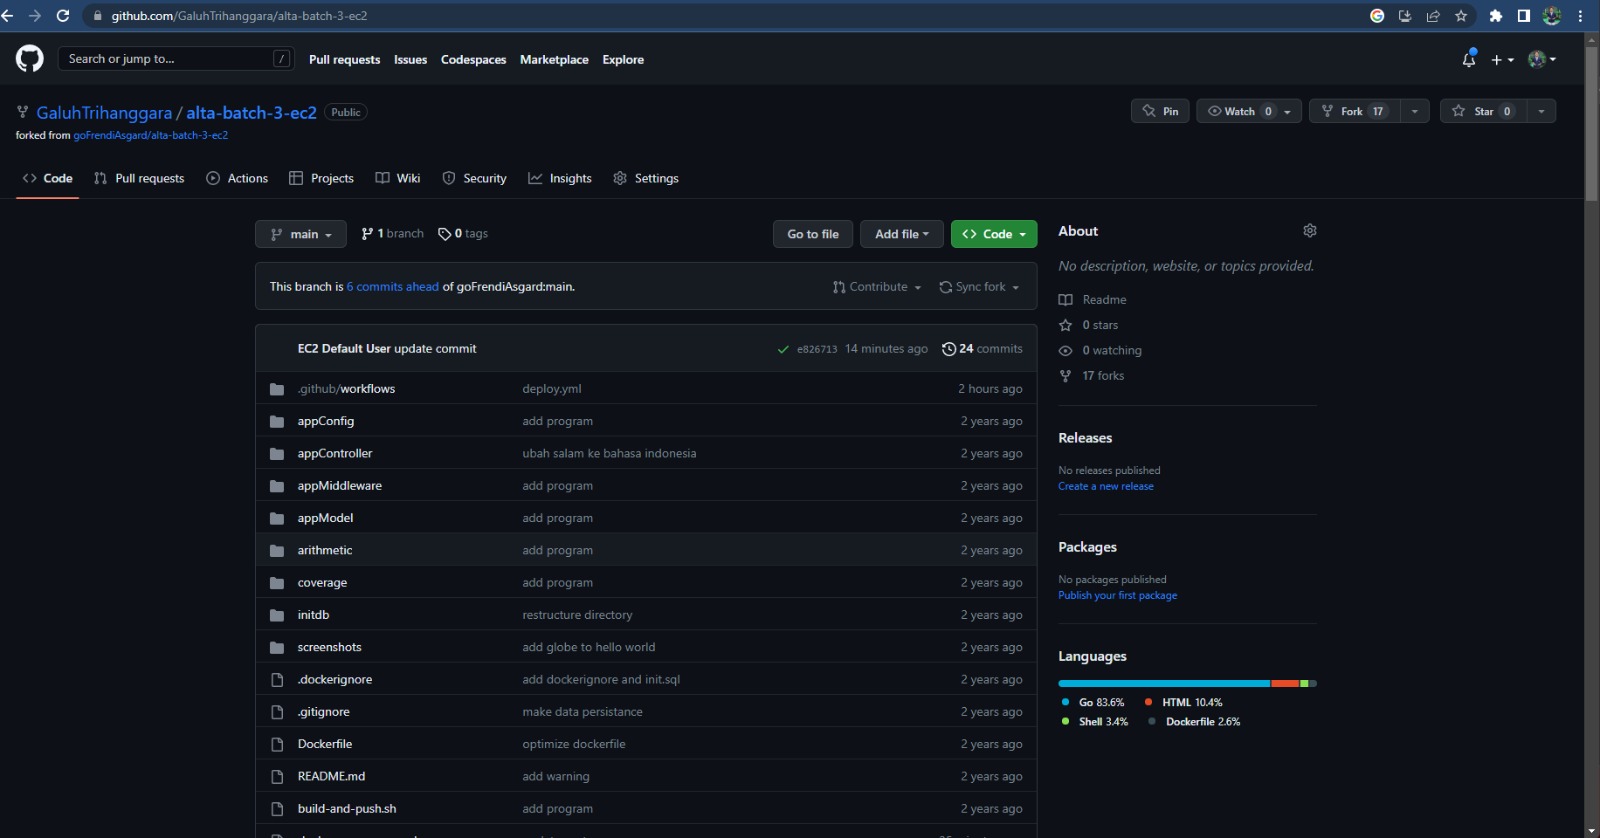 github.com/GaluhTrihanggara/alta-batch-3-ec2
Search or jump to... /
Pull requests Issues Codespaces Marketplace Explore
GaluhTrihanggara / alta-batch-3-ec2 Public
Pin Watch 0 Fork 17 Star 0
forked from goFrendiAsgard/alta-batch-3-ec2
Code Pull requests Actions Projects Wiki Security Insights Settings
main 1 branch 0 tags Go to file Add file Code
This branch is 6 commits ahead of goFrendiAsgard:main. Contribute Sync fork
EC2 Default User update commit e826713 14 minutes ago 24 commits
.github/workflows deploy.yml 2 hours ago
appConfig add program 2 years ago
appController ubah salam ke bahasa indonesia 2 years ago
appMiddleware add program 2 years ago
appModel add program 2 years ago
arithmetic add program 2 years ago
coverage add program 2 years ago
initdb restructure directory 2 years ago
screenshots add globe to hello world 2 years ago
.dockerignore add dockerignore and init.sql 2 years ago
.gitignore make data persistance 2 years ago
Dockerfile optimize dockerfile 2 years ago
README.md add warning 2 years ago
build-and-push.sh add program 2 years ago
About
No description, website, or topics provided.
Readme
0 stars
0 watching
17 forks
Releases
No releases published
Create a new release
Packages
No packages published
Publish your first package
Languages
Go 83.6% HTML 10.4%
Shell 3.4% Dockerfile 2.6%